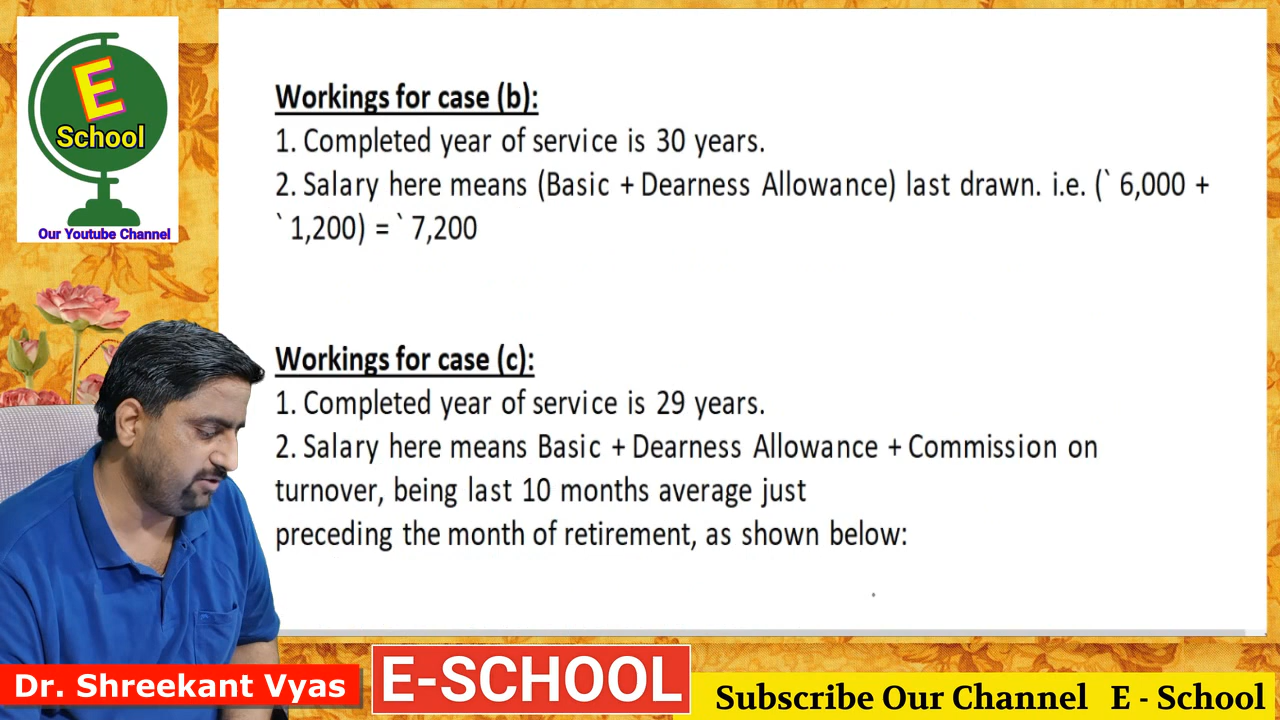 E
School
Our Youtube Channel
Workings for case (b):
1. Completed year of service is 30 years.
2. Salary here means (Basic + Dearness Allowance) last drawn. i.e. (` 6,000 +
` 1,200) = ` 7,200
Workings for case (c):
1. Completed year of service is 29 years.
2. Salary here means Basic + Dearness Allowance + Commission on
turnover, being last 10 months average just
preceding the month of retirement, as shown below:
Dr. Shreekant Vyas
E-SCHOOL
Subscribe Our Channel E - School